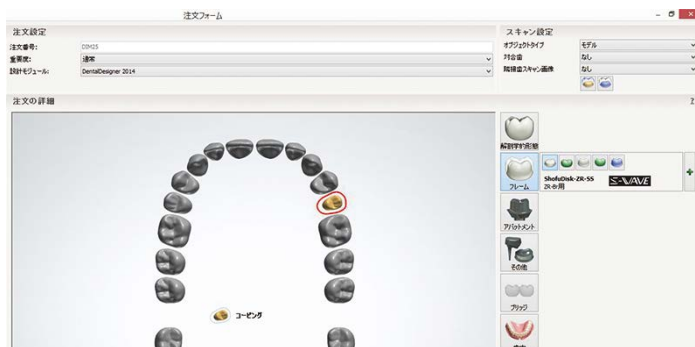 注文フォーム
注文設定
注文番号:
DIM25
重要度:
通常
設計モジュール:
DentalDesigner 2014
スキャン設定
オブジェクトタイプ
モデル
対合歯
なし
隣接歯スキャン画像
なし
注文の詳細
コーピング
解剖学的形態
フレーム
ShofuDisk-ZR-SS
ZR-Br用
S-WAVE
アバットメント
その他
ブリッジ